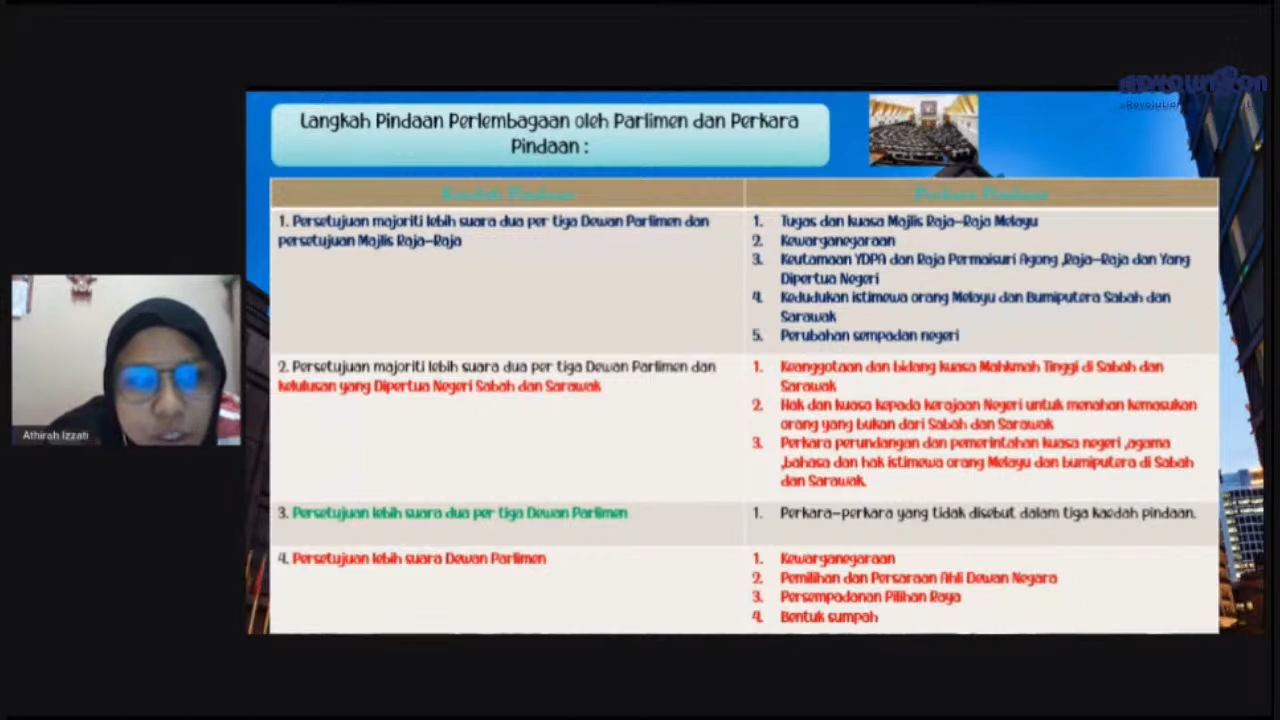 Langkah Pindaan Perlembagaan oleh Parlimen dan Perkara
Pindaan :
Kaedah Pindaan
Perkara Pindaan
1. Persetujuan majoriti lebih suara dua per tiga Dewan Parlimen dan
persetujuan Majlis Raja-Raja
1. Tugas dan kuasa Majlis Raja-Raja Melayu
2. Kewarganegaraan
3. Keutamaan YDPA dan Raja Permaisuri Agong ,Raja-Raja dan Yang
Dipertua Negeri
4. Kedudukan istimewa orang Melayu dan Bumiputera Sabah dan
Sarawak
5. Perubahan sempadan negeri
2. Persetujuan majoriti lebih suara dua per tiga Dewan Parlimen dan
kelulusan yang Dipertua Negeri Sabah dan Sarawak
1. Keanggotaan dan bidang kuasa Mahkmah Tinggi di Sabah dan
Sarawak
2. Hak dan kuasa kepada kerajaan Negeri untuk menahan kemasukan
orang yang bukan dari Sabah dan Sarawak
3. Perkara perundangan dan pemerintahan kuasa negeri ,agama
,bahasa dan hak istimewa orang Melayu dan bumiputera di Sabah
dan Sarawak.
3. Persetujuan lebih suara dua per tiga Dewan Parlimen
1. Perkara-perkara yang tidak disebut dalam tiga kaedah pindaan.
4. Persetujuan lebih suara Dewan Parlimen
1. Kewarganegaraan
2. Pemilihan dan Persaraan Ahli Dewan Negara
3. Persempadanan Pilihan Raya
4. Bentuk sumpah
Athirah Izzati